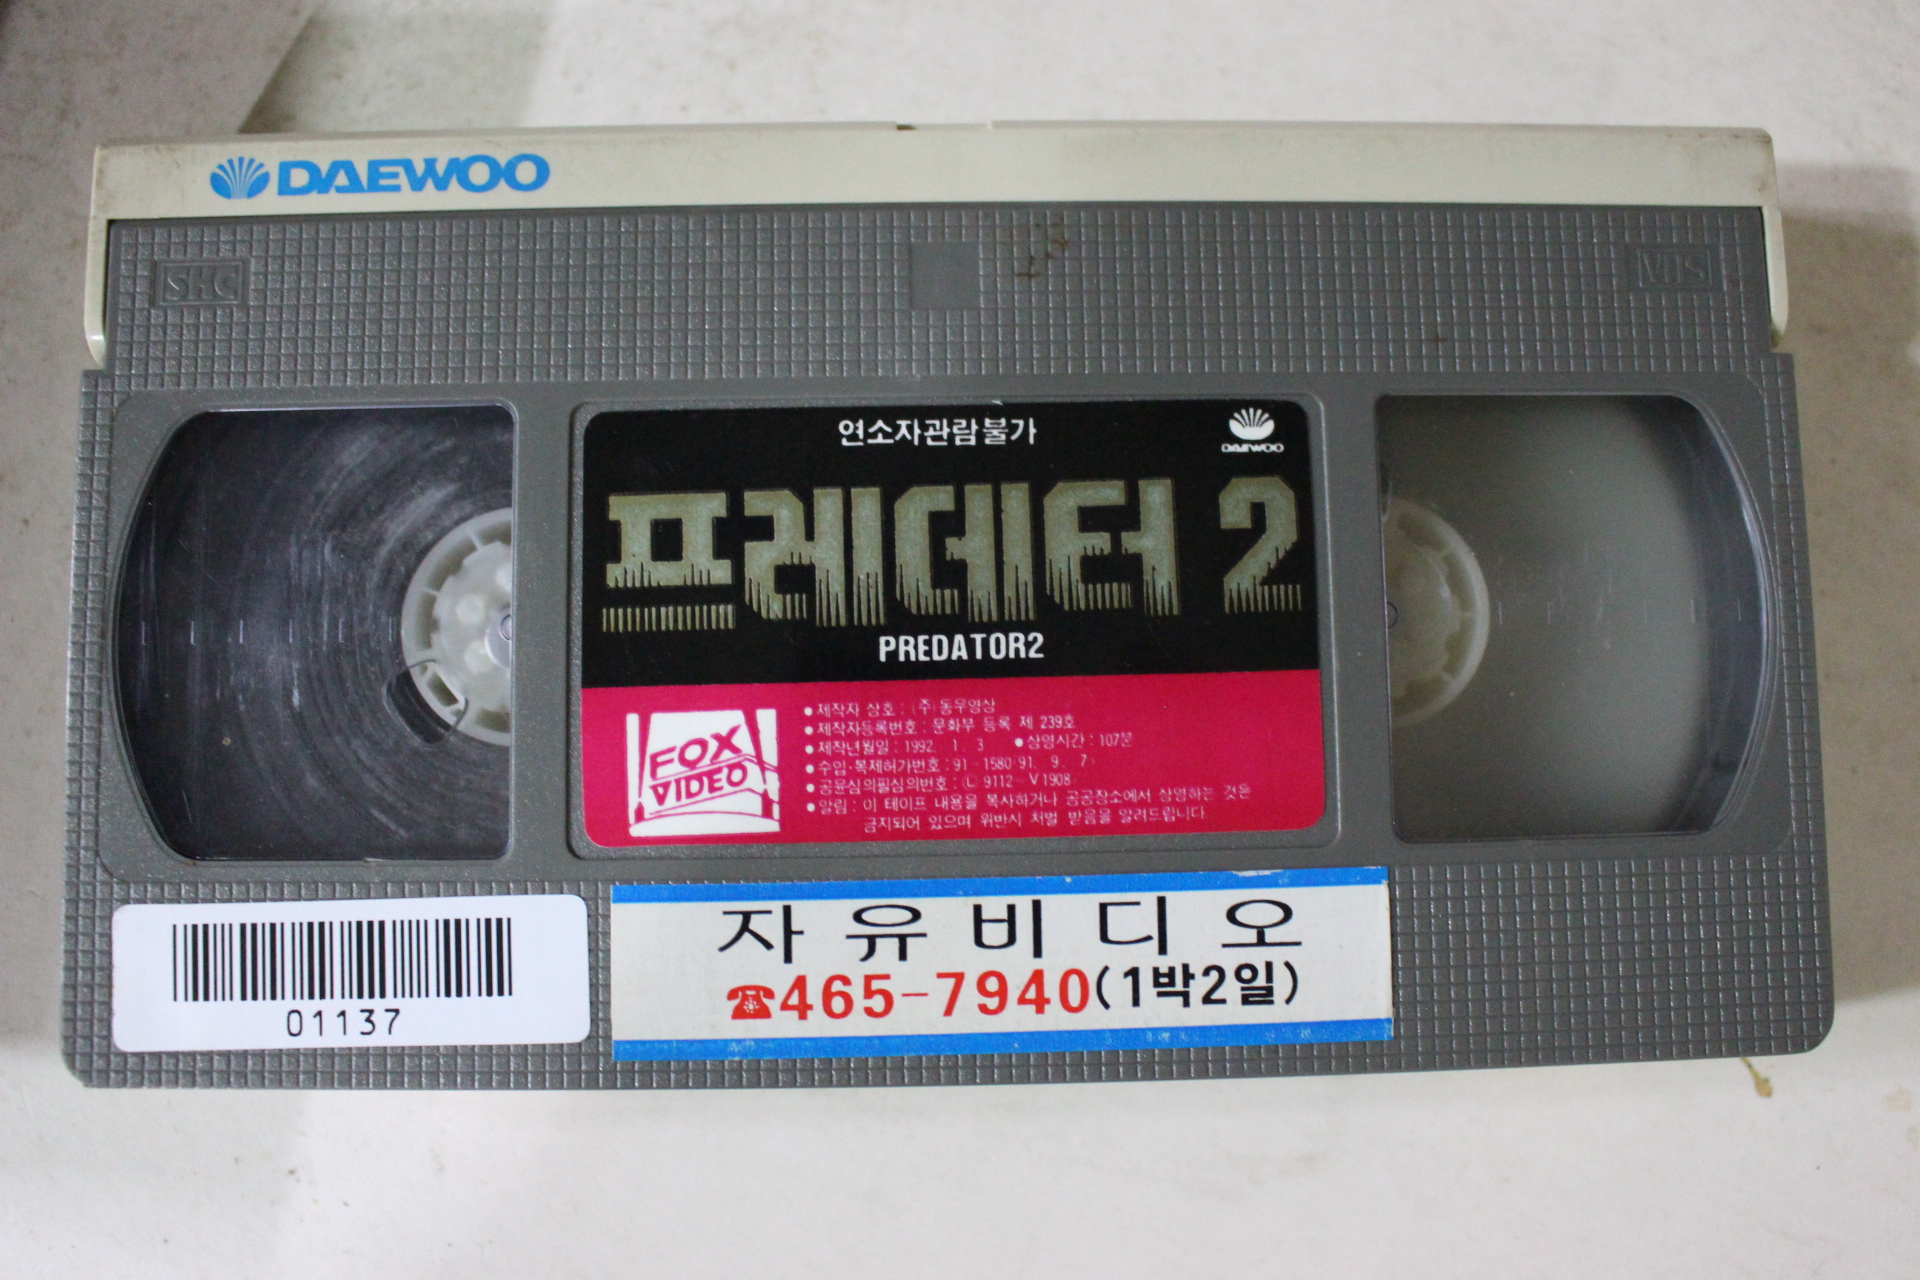 DAEWOO
SKC
VHS
연소자관람불가
DAEWOO
프레데터 2
PREDATOR2
FOX
VIDEO
● 제작자 상호 : (주)동우영상
● 제작자등록번호 : 문화부 등록 제 239호
● 제작년월일 : 1992. 1. 3 ● 상영시간 : 107분
● 수입·복제허가번호 : 91-1580 91. 9. 7
● 공윤심의필심의번호 : Ⓛ 9112-V1908
● 알림 : 이 테이프 내용을 복사하거나 공공장소에서 상영하는 것은
금지되어 있으며 위반시 처벌 받음을 알려드립니다.
01137
자유비디오
☎465-7940(1박2일)